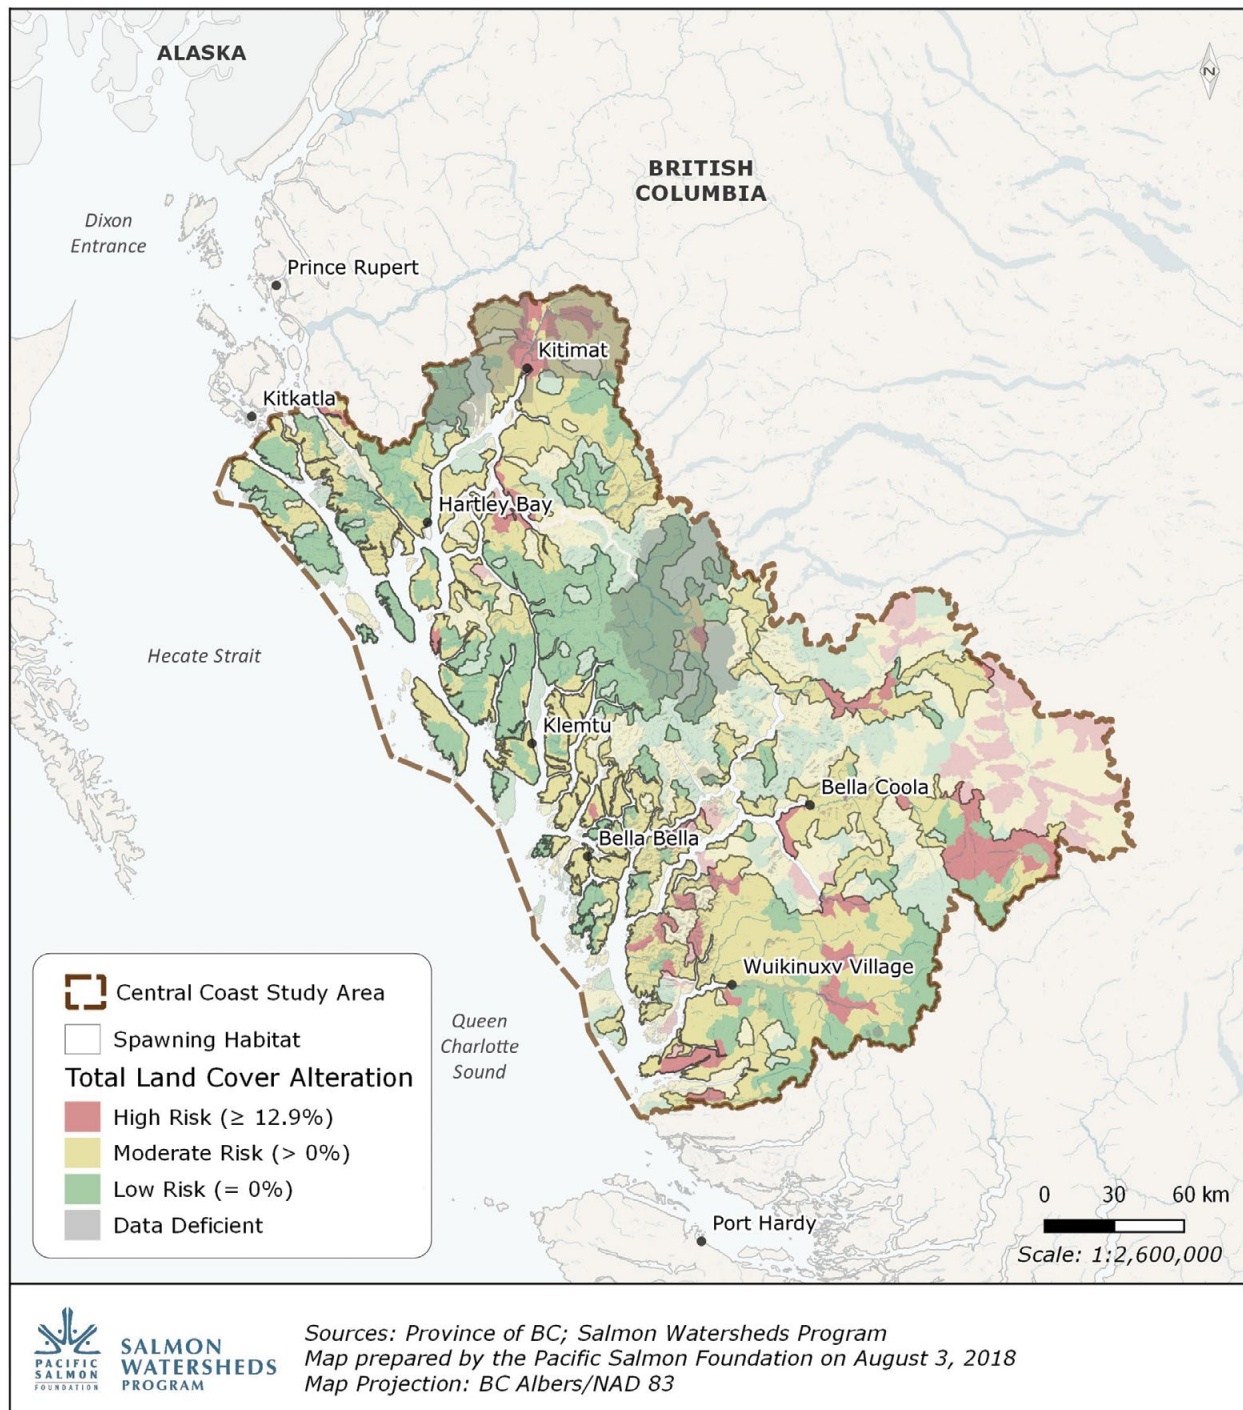 ALASKA
N
BRITISH
COLUMBIA
Dixon
Entrance
Prince Rupert
Kitimat
Kitkatla
Hartley Bay
Hecate Strait
Klemtu
Bella Coola
Bella Bella
Wuikinuxv Village
Queen
Charlotte
Sound
Port Hardy
Central Coast Study Area
Spawning Habitat
Total Land Cover Alteration
High Risk (≥ 12.9%)
Moderate Risk (> 0%)
Low Risk (= 0%)
Data Deficient
0 30 60 km
Scale: 1:2,600,000
PACIFIC
SALMON
FOUNDATION
SALMON
WATERSHEDS
PROGRAM
Sources: Province of BC; Salmon Watersheds Program
Map prepared by the Pacific Salmon Foundation on August 3, 2018
Map Projection: BC Albers/NAD 83